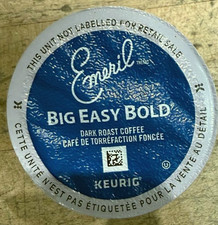 THIS UNIT NOT LABELLED FOR RETAIL SALE
Emeril
BIG EASY BOLD
DARK ROAST COFFEE
CAFÉ DE TORRÉFACTION FONCÉE
U
KEURIG
CETTE UNITÉ N'EST PAS ÉTIQUETÉE POUR LA VENTE AU DÉTAIL